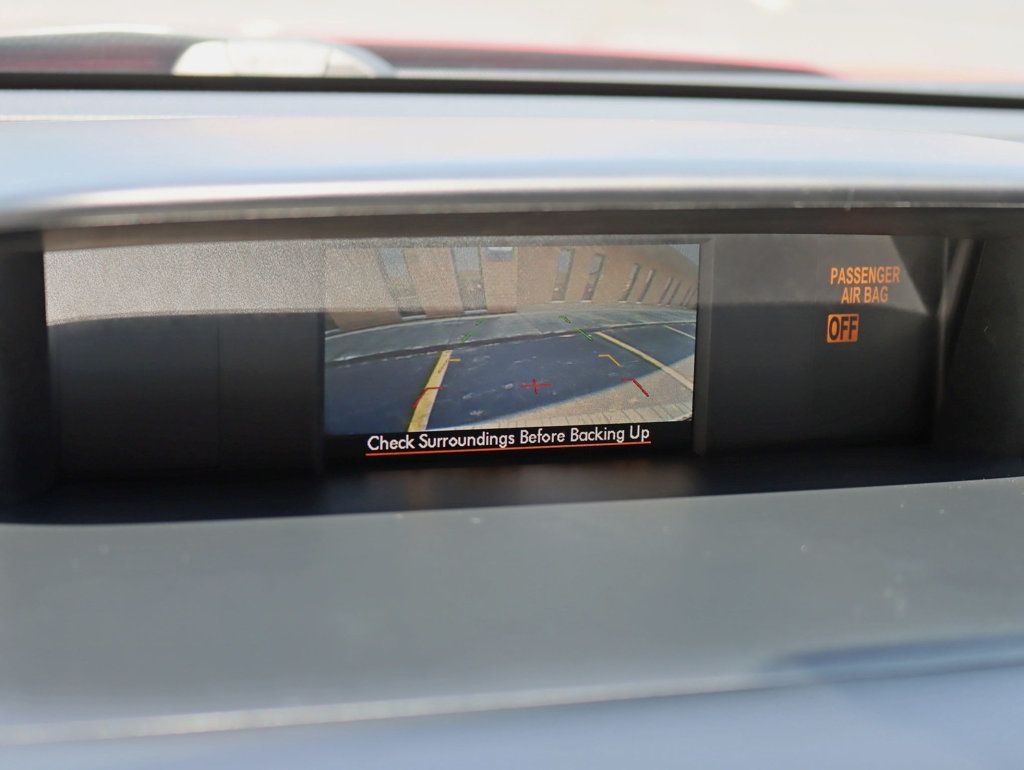 PASSENGER
AIR BAG
OFF
Check Surroundings Before Backing Up